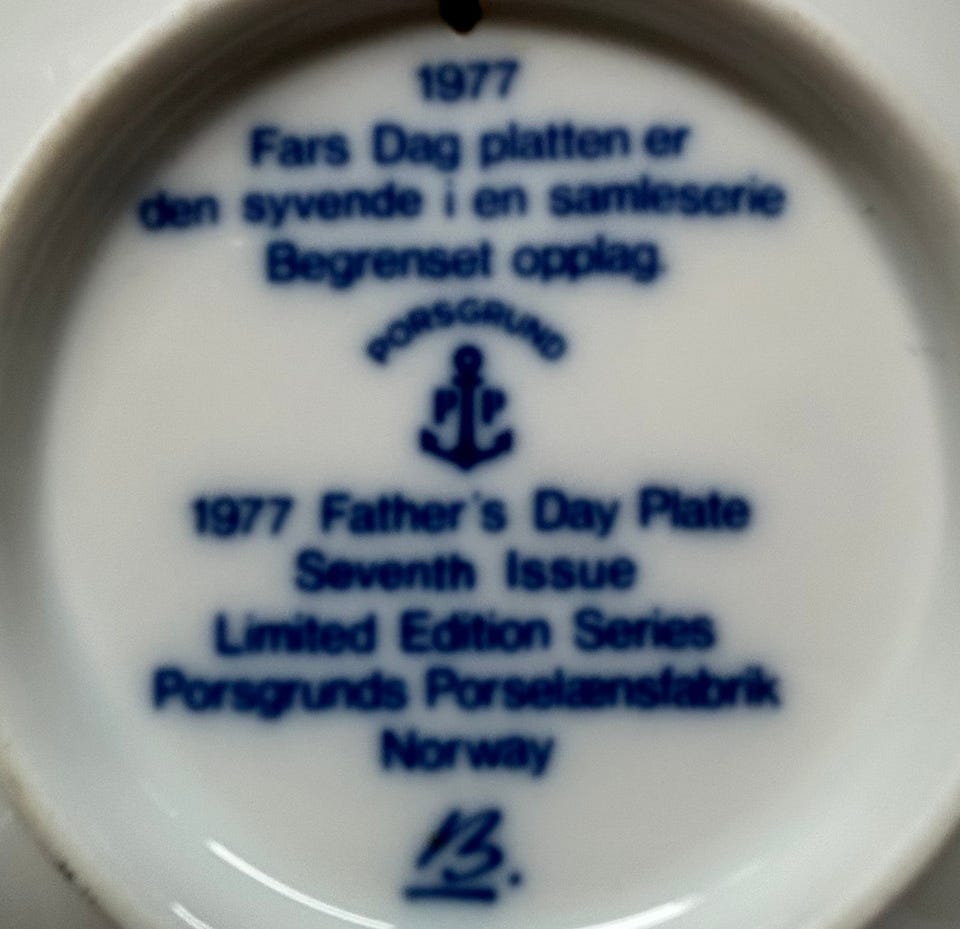 1977
Fars Dag platten er
den syvende i en samleserie
Begrenset opplag.
PORSGRUND
P P
1977 Father's Day Plate
Seventh Issue
Limited Edition Series
Porsgrunds Porselænsfabrik
Norway
B.